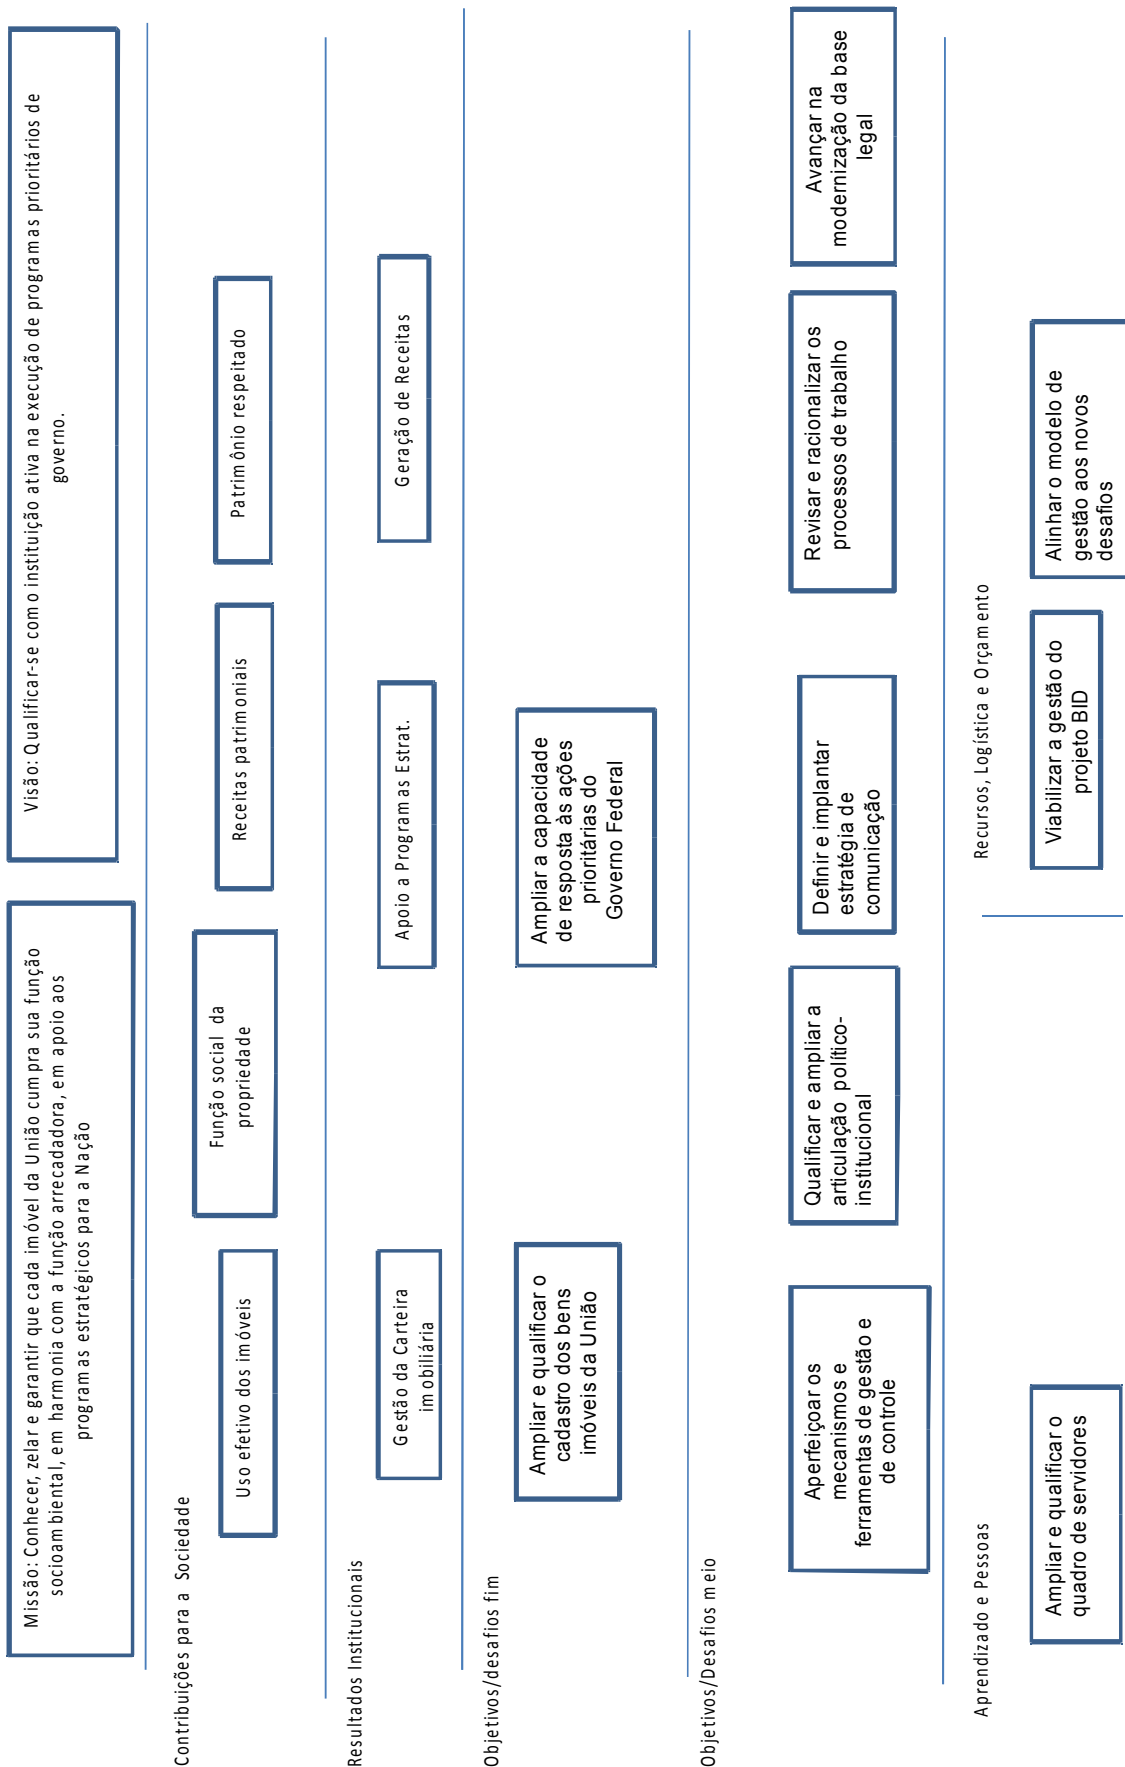 Missão: Conhecer, zelar e garantir que cada imóvel da União cumpra sua função
socioambiental, em harmonia com a função arrecadadora, em apoio aos
programas estratégicos para a Nação
Visão: Qualificar-se como instituição ativa na execução de programas prioritários de
governo.
Contribuições para a Sociedade
Uso efetivo dos imóveis
Função social da
propriedade
Receitas patrimoniais
Patrimônio respeitado
Resultados Institucionais
Gestão da Carteira
imobiliária
Apoio a Programas Estrat.
Geração de Receitas
Objetivos/desafios fim
Ampliar e qualificar o
cadastro dos bens
imóveis da União
Ampliar a capacidade
de resposta às ações
prioritárias do
Governo Federal
Objetivos/Desafios meio
Aperfeiçoar os
mecanismos e
ferramentas de gestão e
de controle
Qualificar e ampliar a
articulação político-
institucional
Definir e implantar
estratégia de
comunicação
Revisar e racionalizar os
processos de trabalho
Avançar na
modernização da base
legal
Aprendizado e Pessoas
Ampliar e qualificar o
quadro de servidores
Recursos, Logística e Orçamento
Viabilizar a gestão do
projeto BID
Alinhar o modelo de
gestão aos novos
desafios